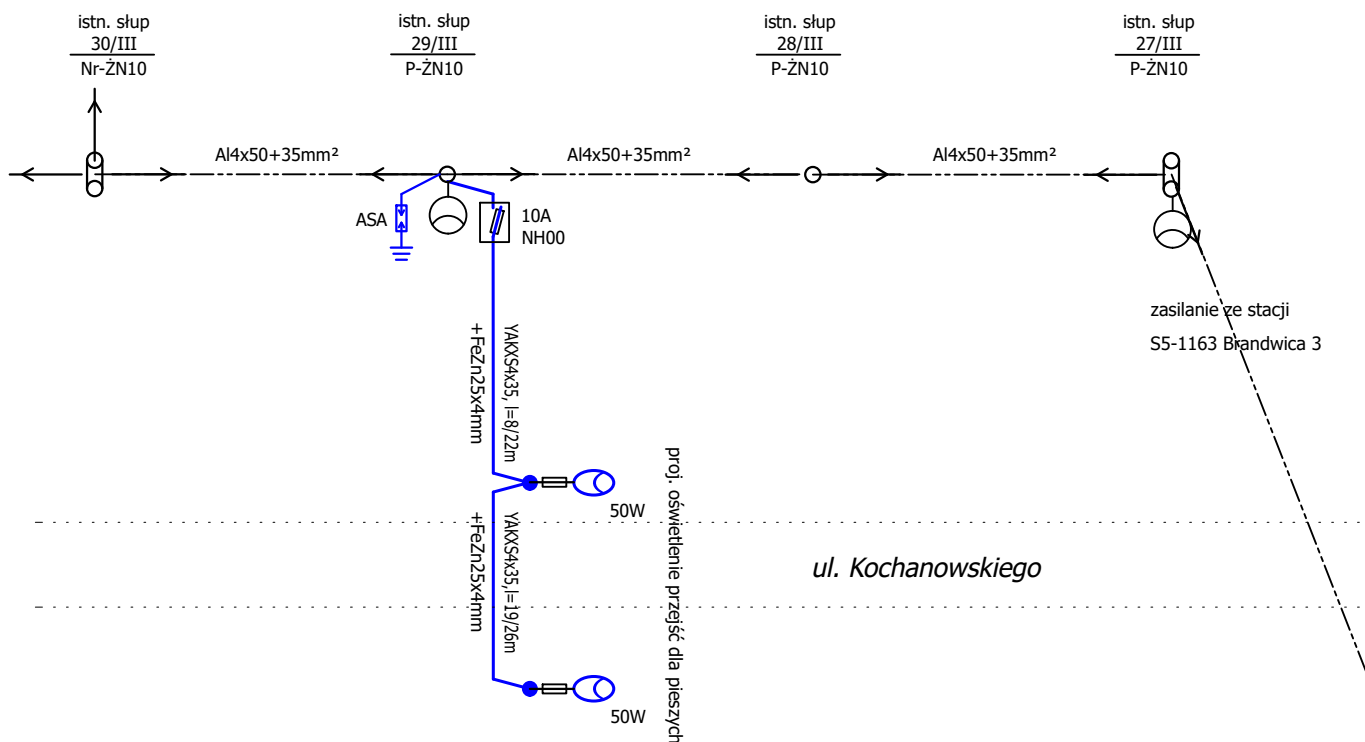 istn. słup
30/III
Nr-ŻN10
istn. słup
29/III
P-ŻN10
istn. słup
28/III
P-ŻN10
istn. słup
27/III
P-ŻN10
Al4x50+35mm²
Al4x50+35mm²
Al4x50+35mm²
ASA
10A
NH00
zasilanie ze stacji
S5-1163 Brandwica 3
YAKXS4x35, l=8/22m
+FeZn25x4mm
50W
YAKXS4x35,l=19/26m
+FeZn25x4mm
50W
proj. oświetlenie przejść dla pieszych
ul. Kochanowskiego